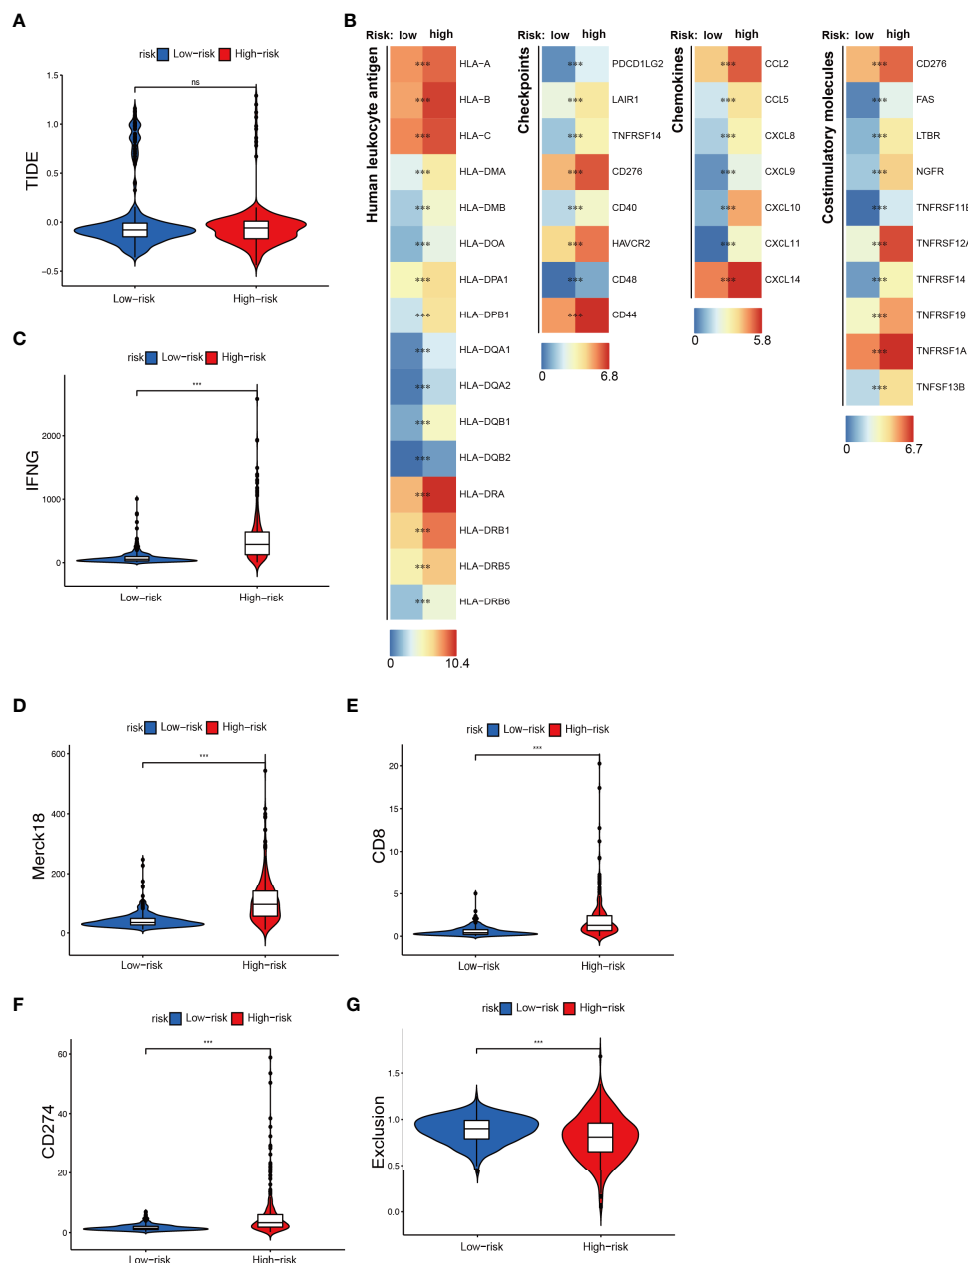 A
risk Low-risk High-risk
ns
TIDE
1.5
1.0
0.5
0.0
-0.5
Low-risk High-risk
B
Risk: low high
Human leukocyte antigen
*** HLA-A
*** HLA-B
*** HLA-C
*** HLA-DMA
*** HLA-DMB
*** HLA-DOA
*** HLA-DPA1
*** HLA-DPB1
*** HLA-DQA1
*** HLA-DQA2
*** HLA-DQB1
*** HLA-DQB2
*** HLA-DRA
*** HLA-DRB1
*** HLA-DRB5
*** HLA-DRB6
0 10.4
Risk: low high
Checkpoints
*** PDCD1LG2
*** LAIR1
*** TNFRSF14
*** CD276
*** CD40
*** HAVCR2
*** CD48
*** CD44
0 6.8
Risk: low high
Chemokines
*** CCL2
*** CCL5
*** CXCL8
*** CXCL9
*** CXCL10
*** CXCL11
*** CXCL14
0 5.8
Risk: low high
Costimulatory molecules
*** CD276
*** FAS
*** LTBR
*** NGFR
*** TNFRSF11B
*** TNFRSF12A
*** TNFRSF14
*** TNFRSF19
*** TNFRSF1A
*** TNFSF13B
0 6.7
C
risk Low-risk High-risk
***
IFNG
2000
1000
0
Low-risk High-risk
D
risk Low-risk High-risk
***
Merck18
600
400
200
0
Low-risk High-risk
E
risk Low-risk High-risk
***
CD8
20
15
10
5
0
Low-risk High-risk
F
risk Low-risk High-risk
***
CD274
60
40
20
0
Low-risk High-risk
G
risk Low-risk High-risk
***
Exclusion
1.5
1.0
0.5
0.0
Low-risk High-risk